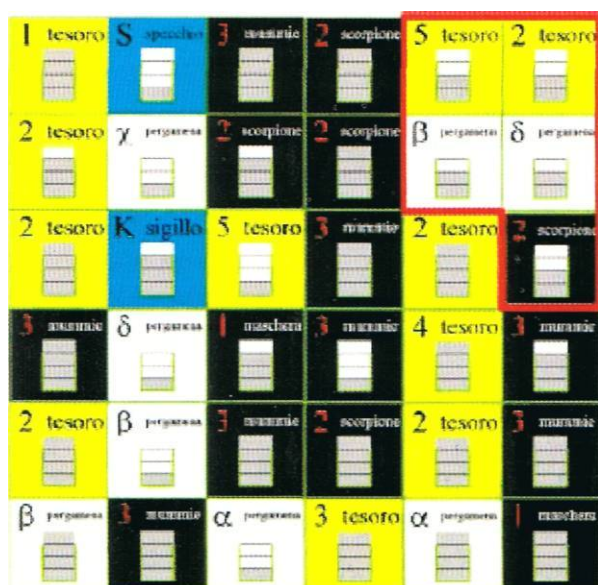 1 tesoro S specchio 3 mummie 2 scorpione 5 tesoro 2 tesoro
2 tesoro χ pergamena 2 scorpione 2 scorpione β pergamena δ pergamena
2 tesoro K sigillo 5 tesoro 3 mummie 2 tesoro 2 scorpione
3 mummie δ pergamena 1 maschera 3 mummie 4 tesoro 3 mummie
2 tesoro β pergamena 3 mummie 2 scorpione 2 tesoro 3 mummie
β pergamena 3 mummie α pergamena 3 tesoro α pergamena 1 maschera